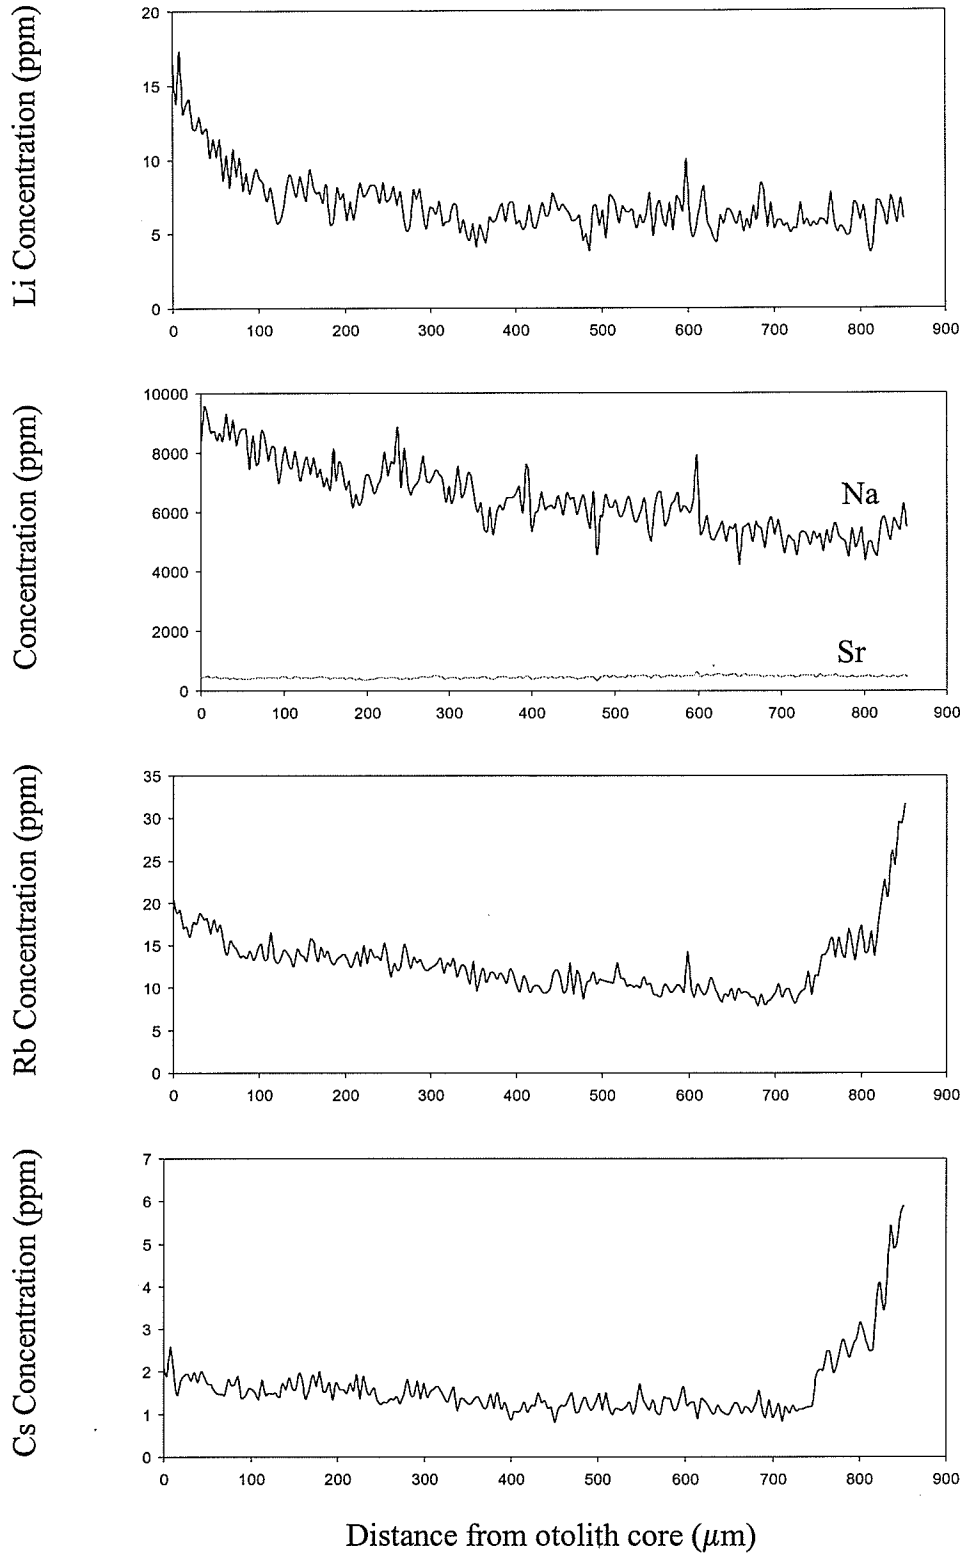 Li Concentration (ppm)
20
15
10
5
0
0 100 200 300 400 500 600 700 800 900
Concentration (ppm)
10000
8000
6000
4000
2000
0
Na
Sr
0 100 200 300 400 500 600 700 800 900
Rb Concentration (ppm)
35
30
25
20
15
10
5
0
0 100 200 300 400 500 600 700 800 900
Cs Concentration (ppm)
7
6
5
4
3
2
1
0
0 100 200 300 400 500 600 700 800 900
Distance from otolith core (μm)